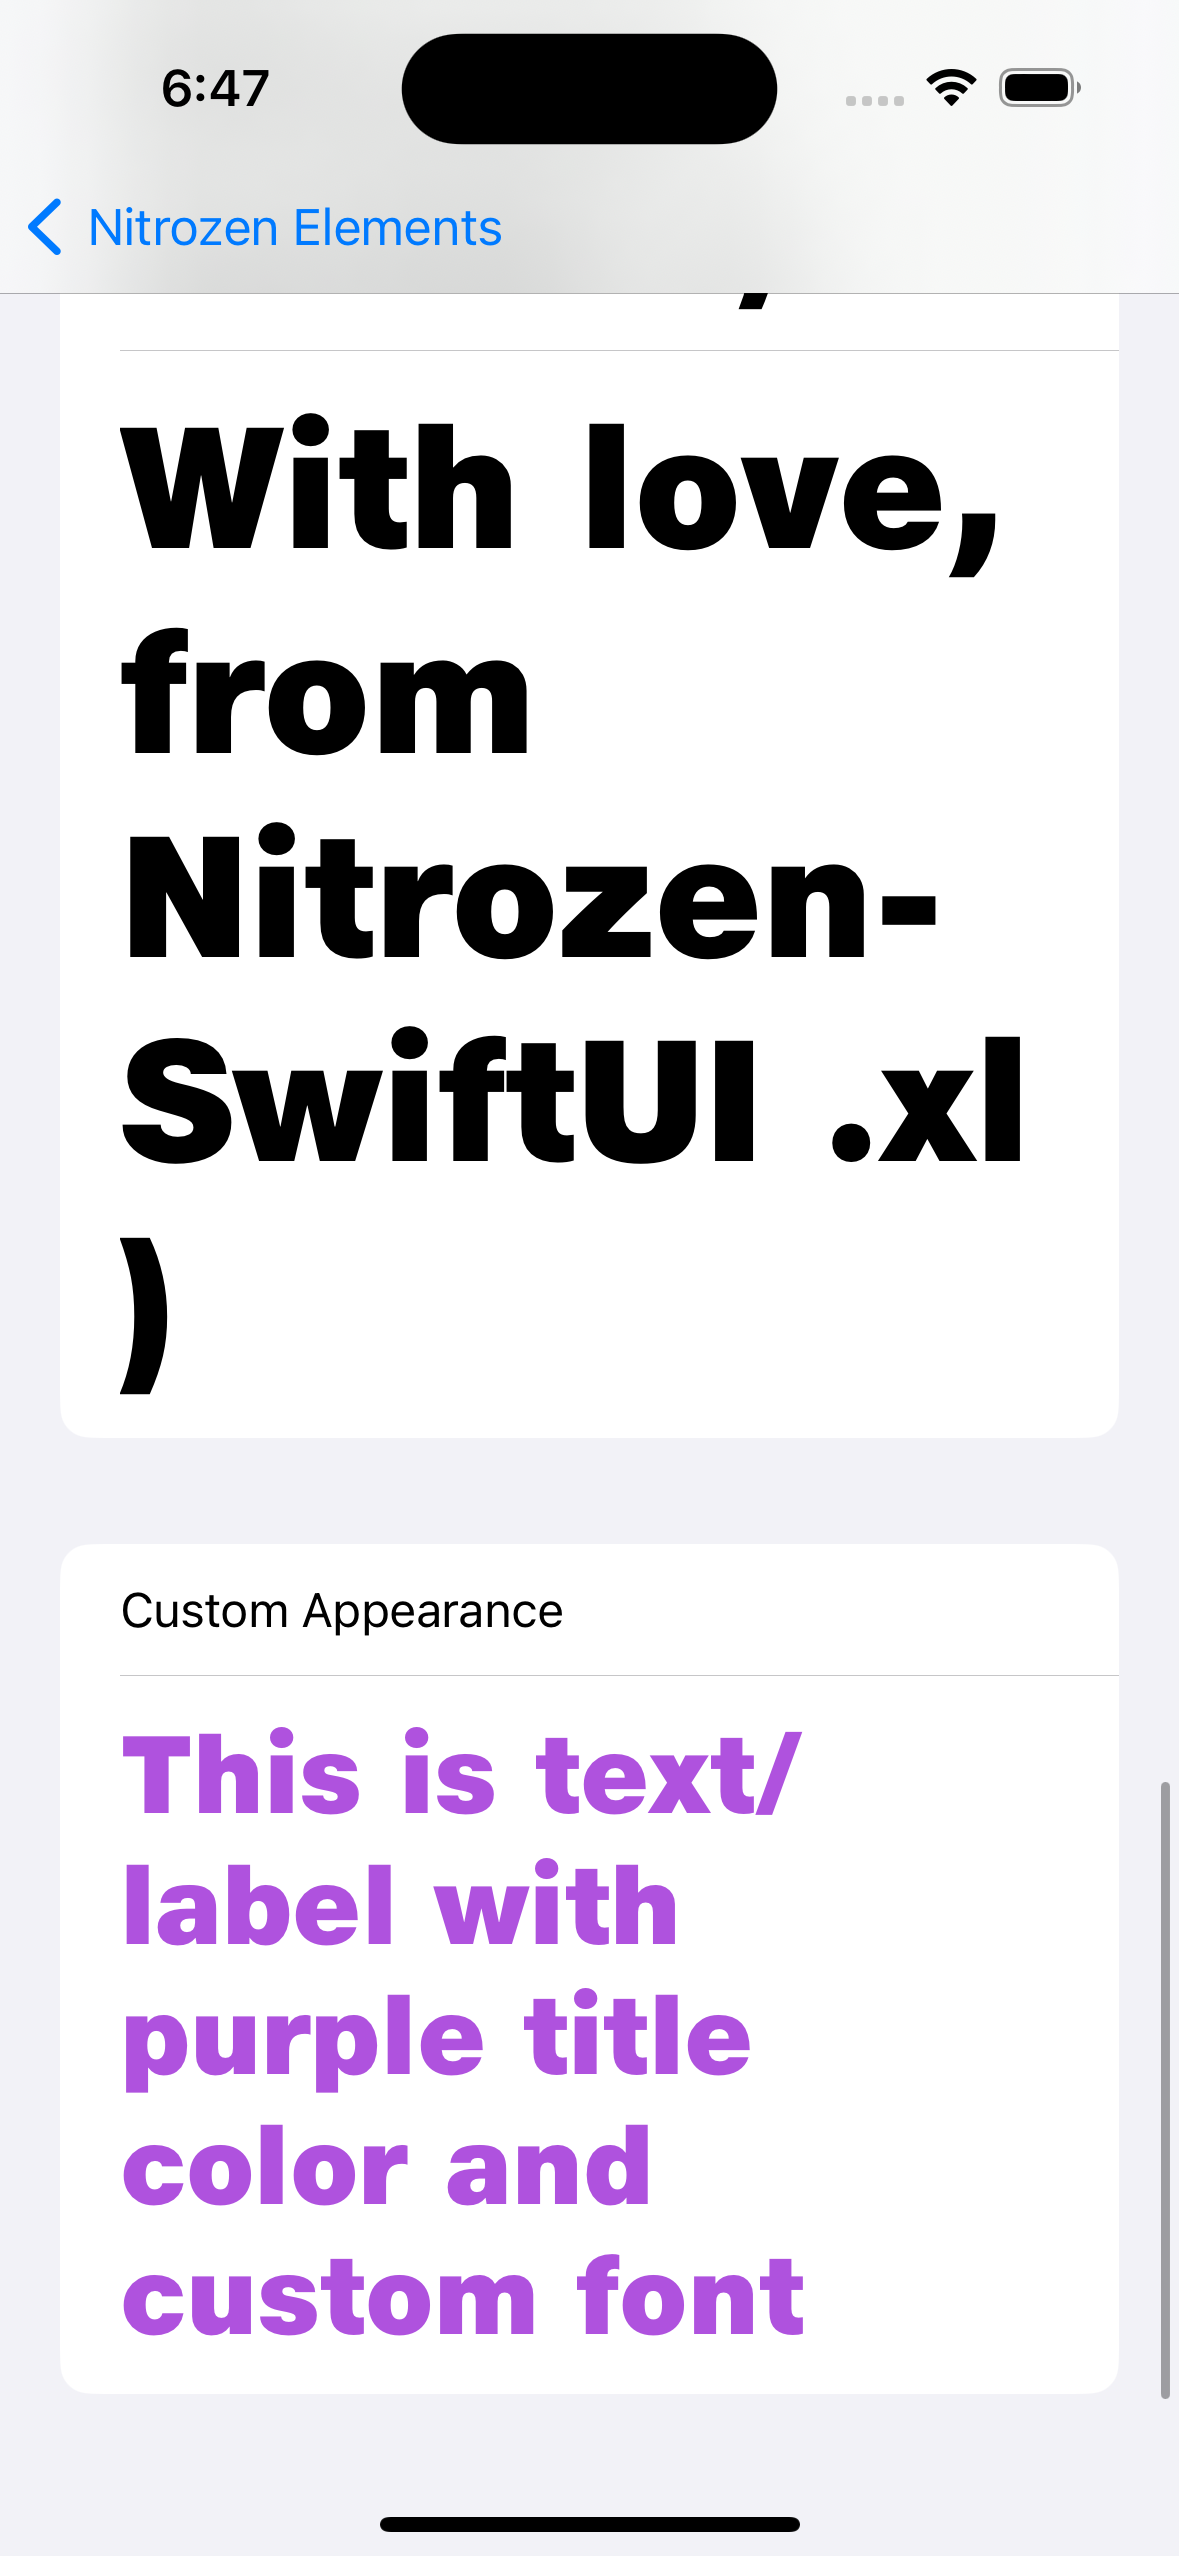 6:47
Nitrozen Elements
With love,
from
Nitrozen-
SwiftUI .xl
)
Custom Appearance
This is text/
label with
purple title
color and
custom font